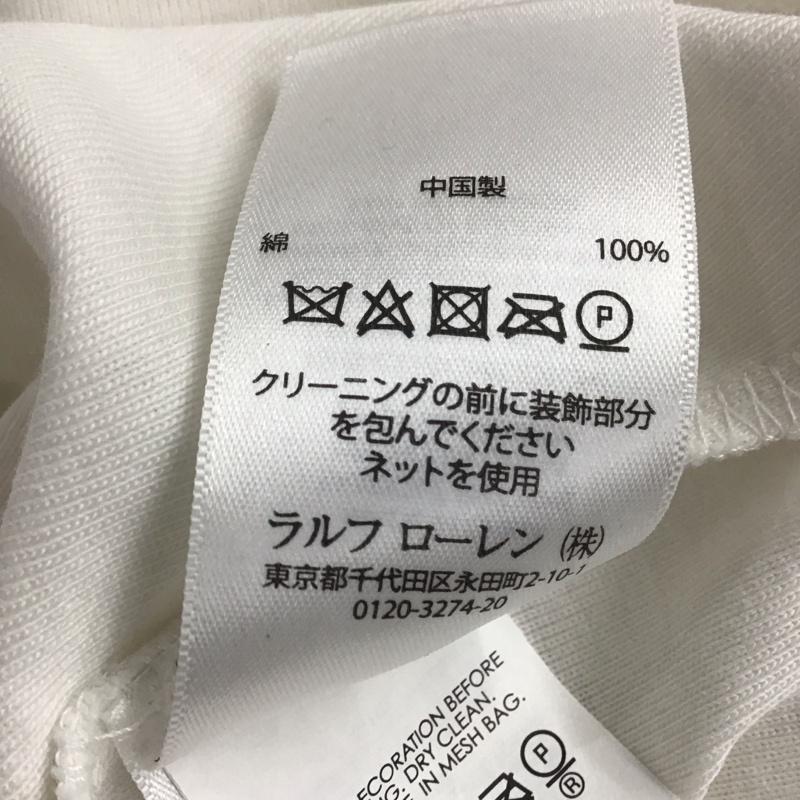 中国製
綿 100%
P
クリーニングの前に装飾部分
を包んでください
ネットを使用
ラルフ ローレン (株)
東京都千代田区永田町2-10-1
0120-3274-20
ECORATION BEFORE
NG. DRY CLEAN.
E IN MESH BAG.
P
®